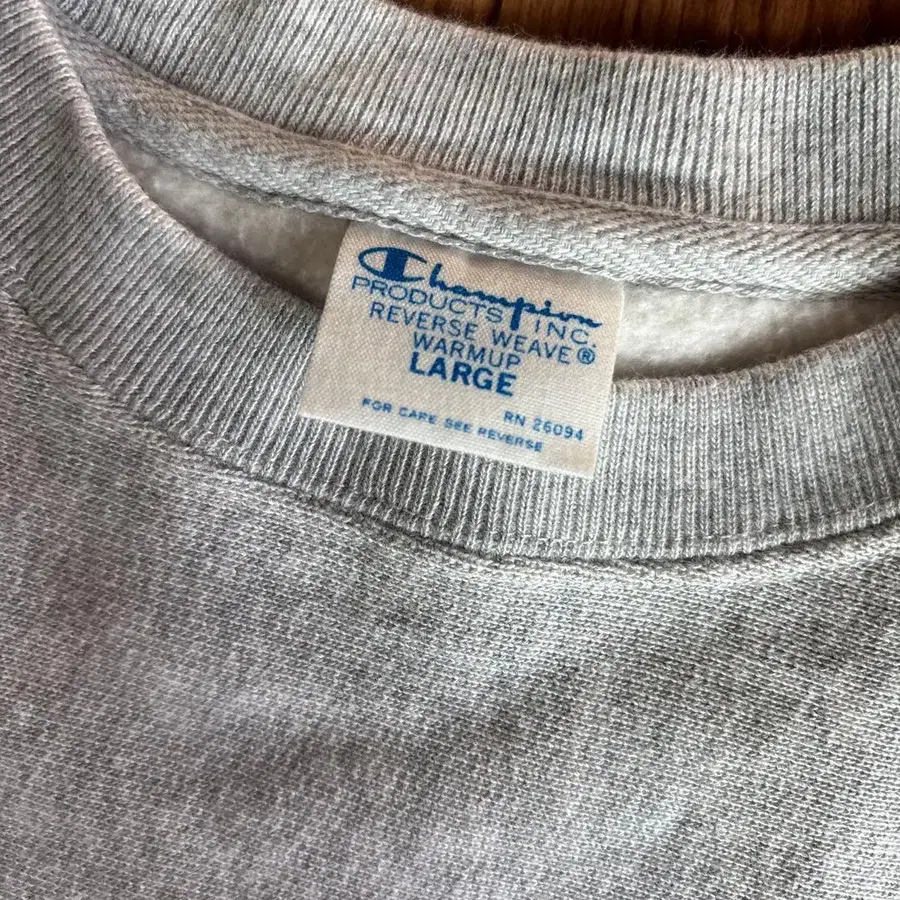 Champion
PRODUCTS INC.
REVERSE WEAVE®
WARMUP
LARGE
RN 26094
FOR CARE SEE REVERSE